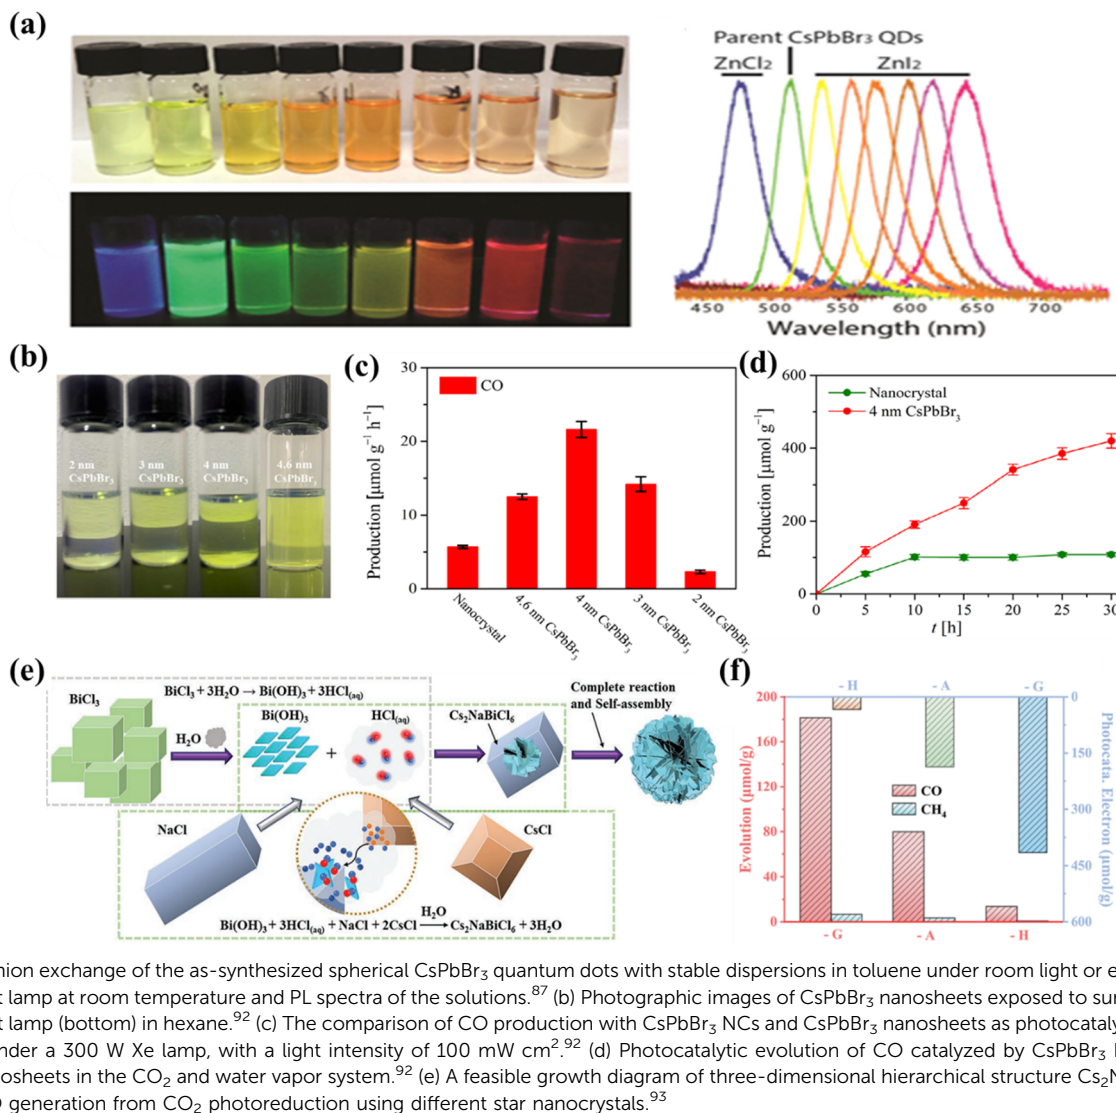 (a)
Parent CsPbBr3 QDs
ZnCl2
ZnI2
450 500 550 600 650 700
Wavelength (nm)
(b)
2 nm CsPbBr3
3 nm CsPbBr3
4 nm CsPbBr3
4.6 nm CsPbBr3
(c)
CO
Production [μmol g−1 h−1]
30
20
10
0
Nanocrystal
4.6 nm CsPbBr3
4 nm CsPbBr3
3 nm CsPbBr3
2 nm CsPbBr3
(d)
Nanocrystal
4 nm CsPbBr3
Production [μmol g−1]
600
400
200
0
0 5 10 15 20 25 30
t [h]
(e)
BiCl3
BiCl3 + 3H2O → Bi(OH)3 + 3HCl(aq)
H2O
Bi(OH)3
+
HCl(aq)
Cs2NaBiCl6
Complete reaction
and Self-assembly
NaCl
CsCl
H2O
Bi(OH)3 + 3HCl(aq) + NaCl + 2CsCl ⟶ Cs2NaBiCl6 + 3H2O
(f)
- H - A - G
Evolution (μmol/g)
200
160
120
80
40
0
CO
CH4
0
150
300
450
600
Photocata. Electron (μmol/g)
- G - A - H
nion exchange of the as-synthesized spherical CsPbBr3 quantum dots with stable dispersions in toluene under room light or e
t lamp at room temperature and PL spectra of the solutions.87 (b) Photographic images of CsPbBr3 nanosheets exposed to sur
t lamp (bottom) in hexane.92 (c) The comparison of CO production with CsPbBr3 NCs and CsPbBr3 nanosheets as photocataly
nder a 300 W Xe lamp, with a light intensity of 100 mW cm2.92 (d) Photocatalytic evolution of CO catalyzed by CsPbBr3
nosheets in the CO2 and water vapor system.92 (e) A feasible growth diagram of three-dimensional hierarchical structure Cs2N
O generation from CO2 photoreduction using different star nanocrystals.93